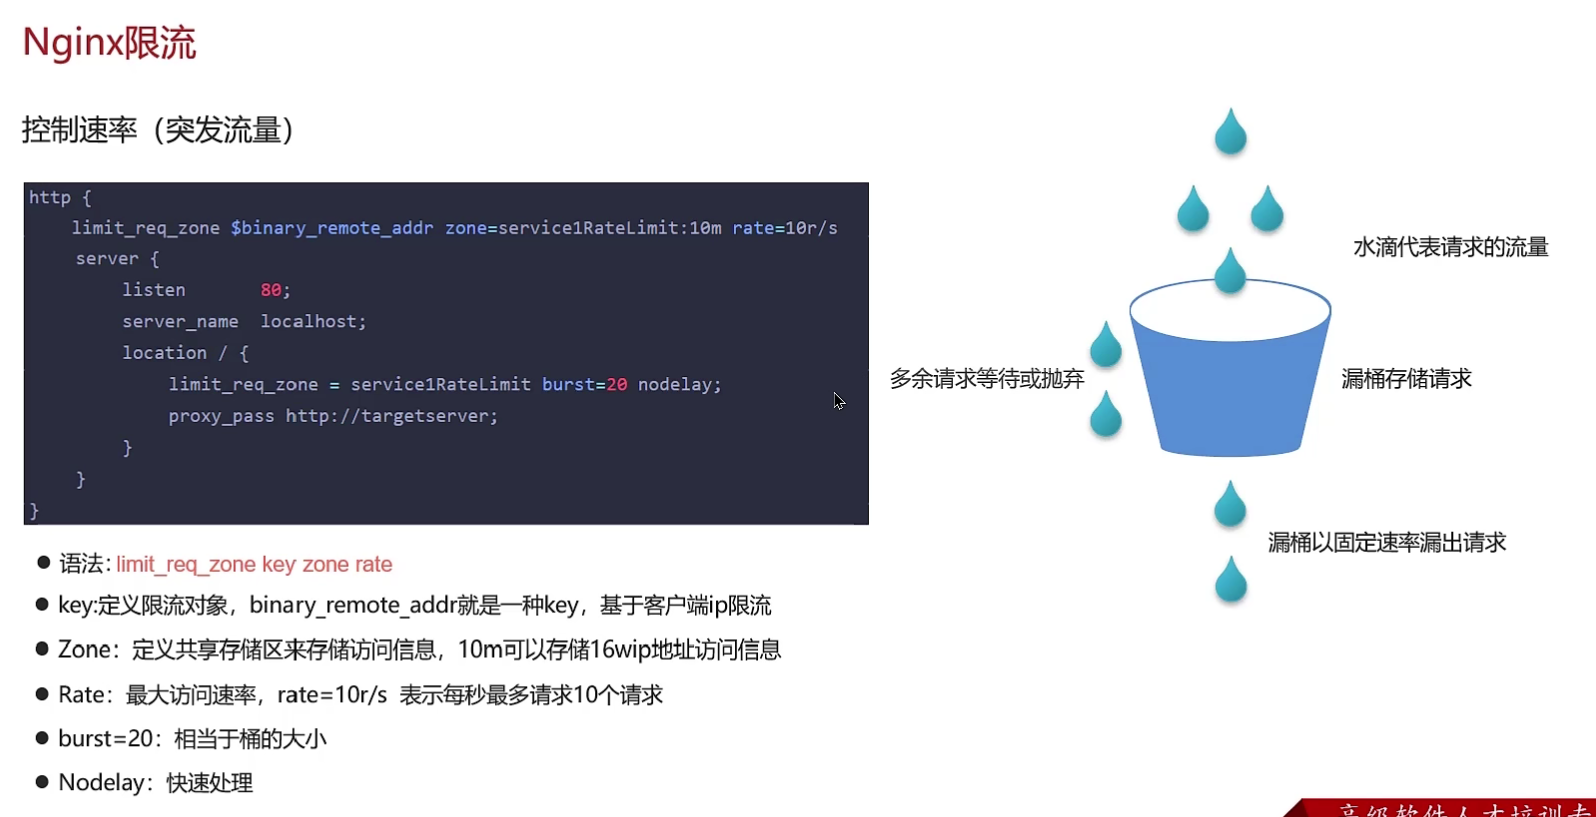 Nginx限流
控制速率（突发流量）
http {
limit_req_zone $binary_remote_addr zone=service1RateLimit:10m rate=10r/s
server {
listen 80;
server_name localhost;
location / {
limit_req_zone = service1RateLimit burst=20 nodelay;
proxy_pass http://targetserver;
}
}
}
语法：limit_req_zone key zone rate
key:定义限流对象，binary_remote_addr就是一种key，基于客户端ip限流
Zone：定义共享存储区来存储访问信息，10m可以存储16wip地址访问信息
Rate：最大访问速率，rate=10r/s 表示每秒最多请求10个请求
burst=20：相当于桶的大小
Nodelay：快速处理
水滴代表请求的流量
多余请求等待或抛弃
漏桶存储请求
漏桶以固定速率漏出请求
高级软件人才培训专